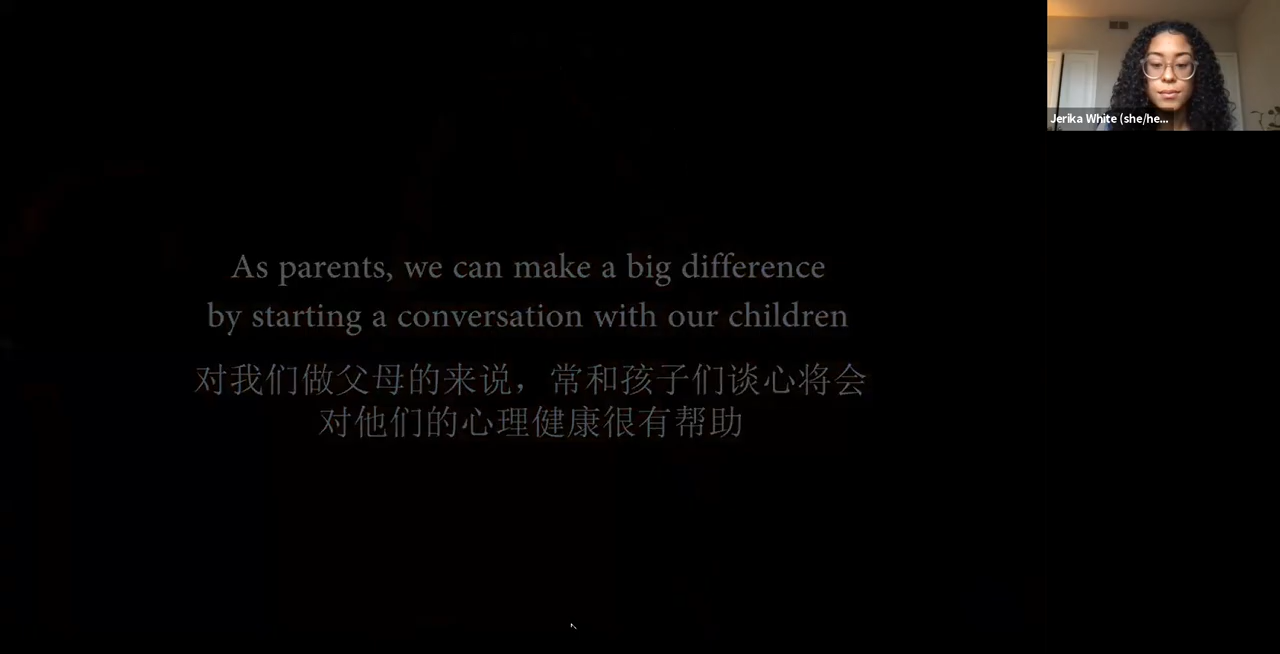 Jerika White (she/he...
As parents, we can make a big difference
by starting a conversation with our children
对我们做父母的来说，常和孩子们谈心将会
对他们的心理健康很有帮助